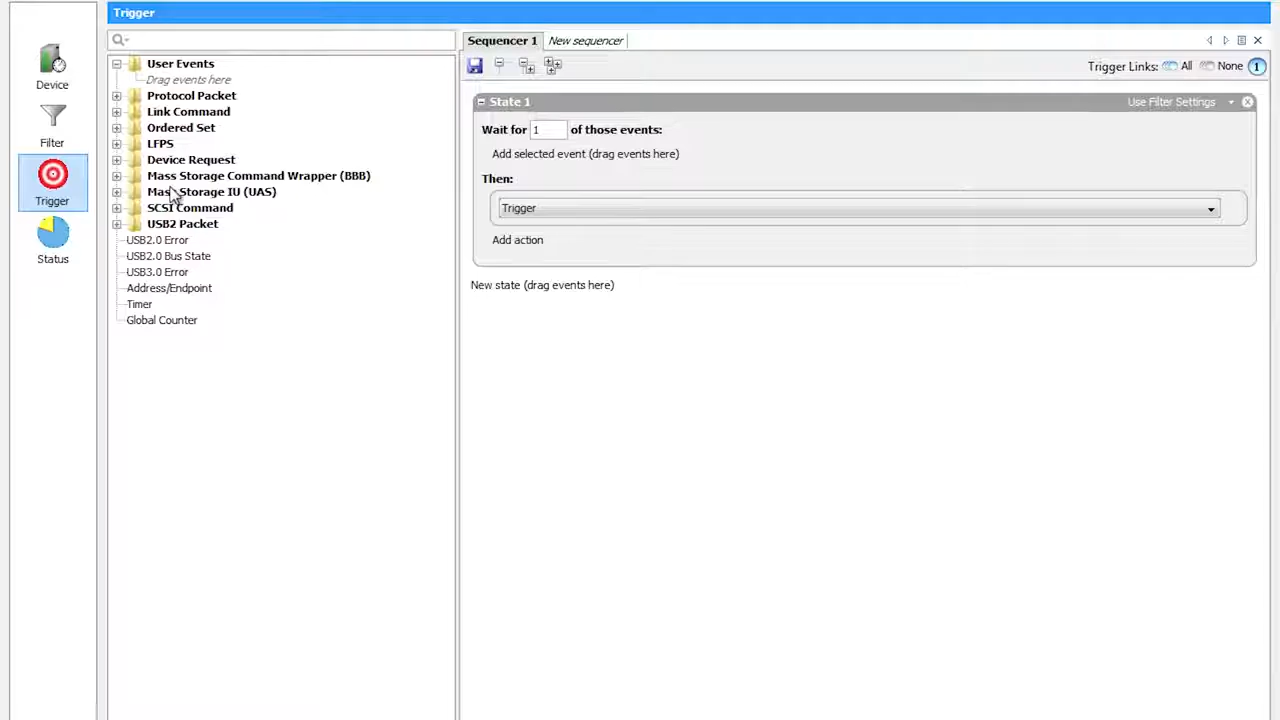 Trigger
Device
Filter
Trigger
Status
User Events
Drag events here
Protocol Packet
Link Command
Ordered Set
LFPS
Device Request
Mass Storage Command Wrapper (BBB)
Mass Storage IU (UAS)
SCSI Command
USB2 Packet
USB2.0 Error
USB2.0 Bus State
USB3.0 Error
Address/Endpoint
Timer
Global Counter
Sequencer 1 New sequencer
Trigger Links: All None 1
State 1 Use Filter Settings
Wait for 1 of those events:
Add selected event (drag events here)
Then:
Trigger
Add action
New state (drag events here)